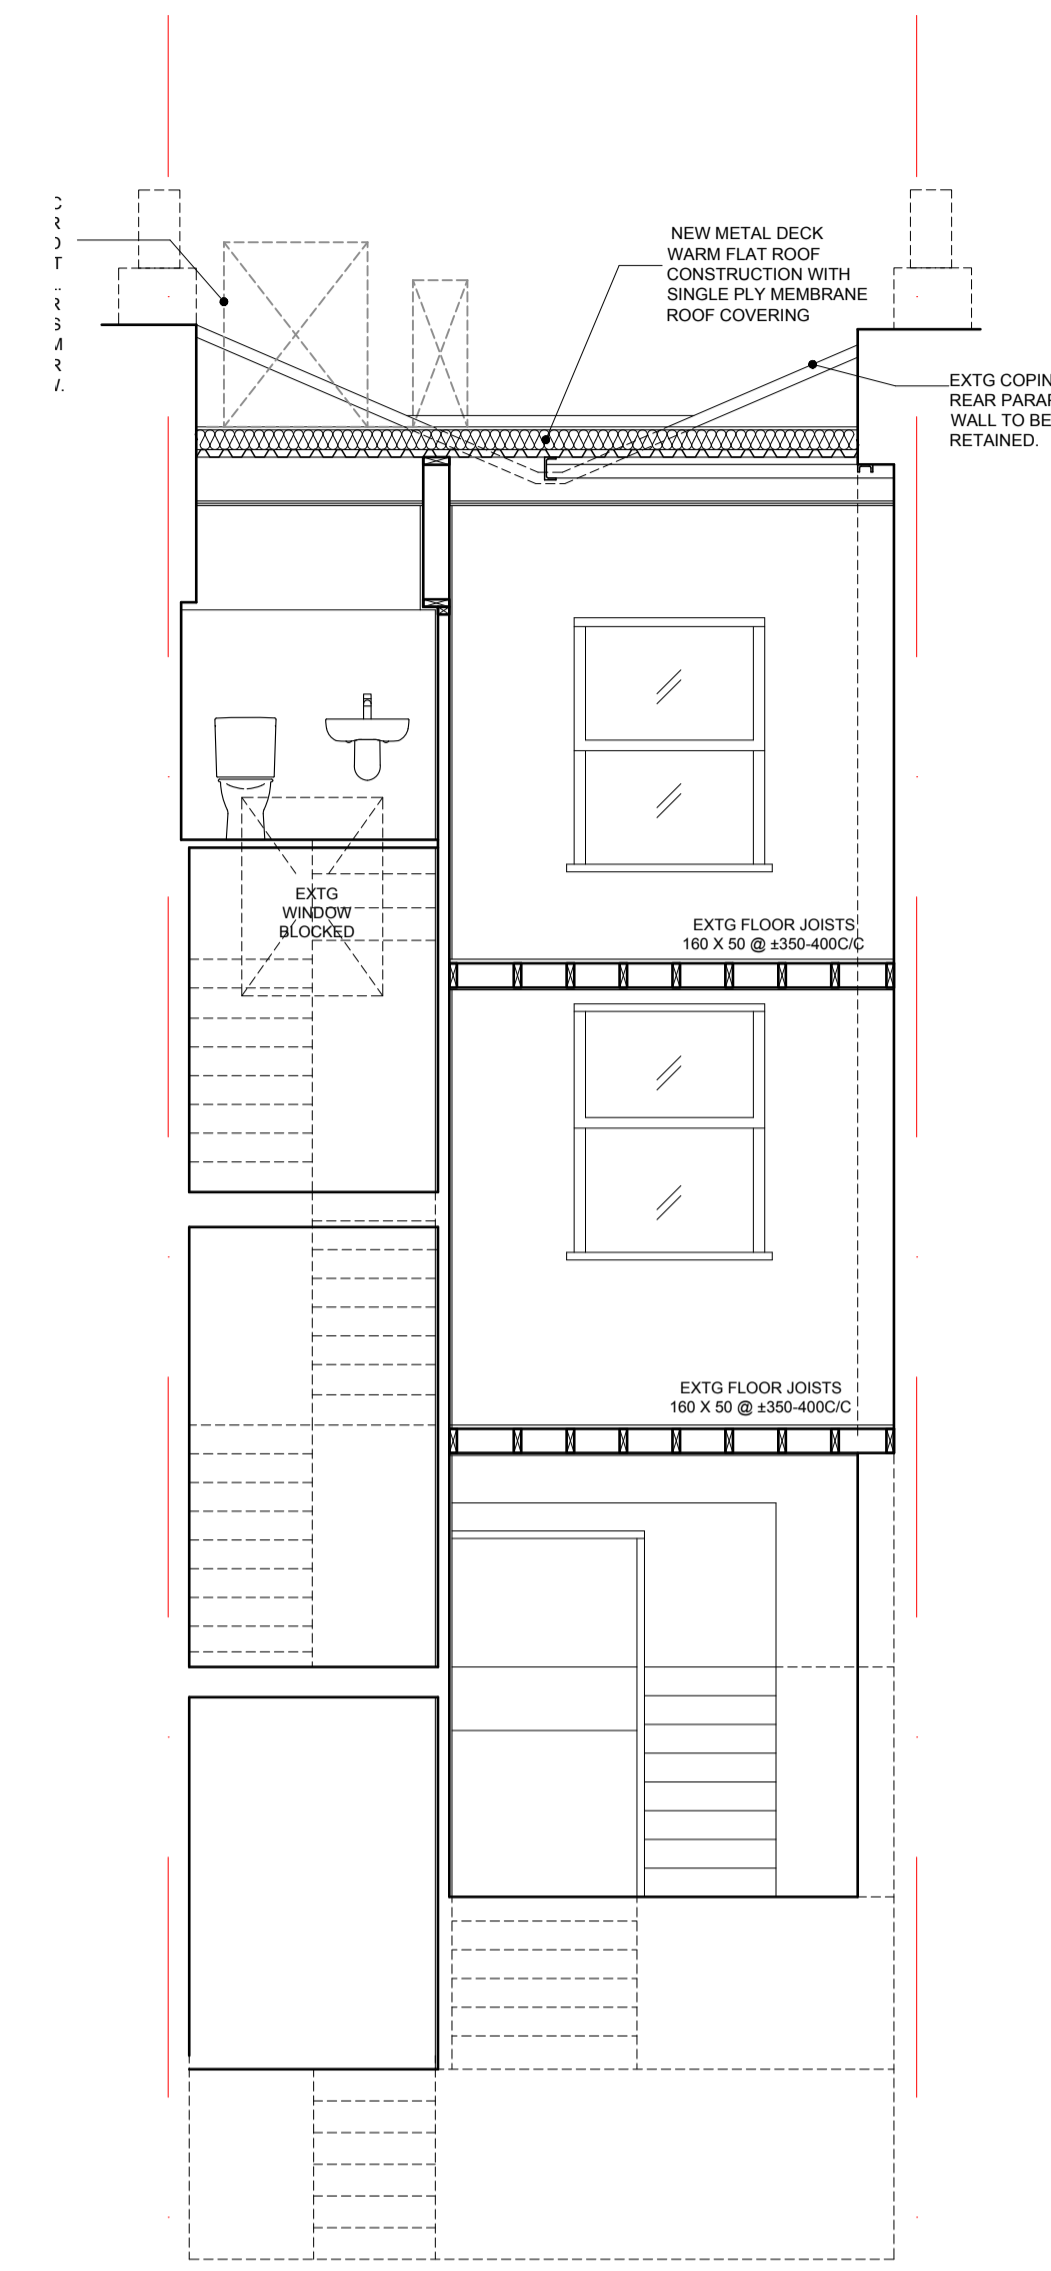 C
R
O
T
..
R
S
M
R
NEW METAL DECK
WARM FLAT ROOF
CONSTRUCTION WITH
SINGLE PLY MEMBRANE
ROOF COVERING
EXTG COPIN
REAR PARAP
WALL TO BE
RETAINED.
EXTG
WINDOW
BLOCKED
EXTG FLOOR JOISTS
160 X 50 @ ±350-400C/C
EXTG FLOOR JOISTS
160 X 50 @ ±350-400C/C